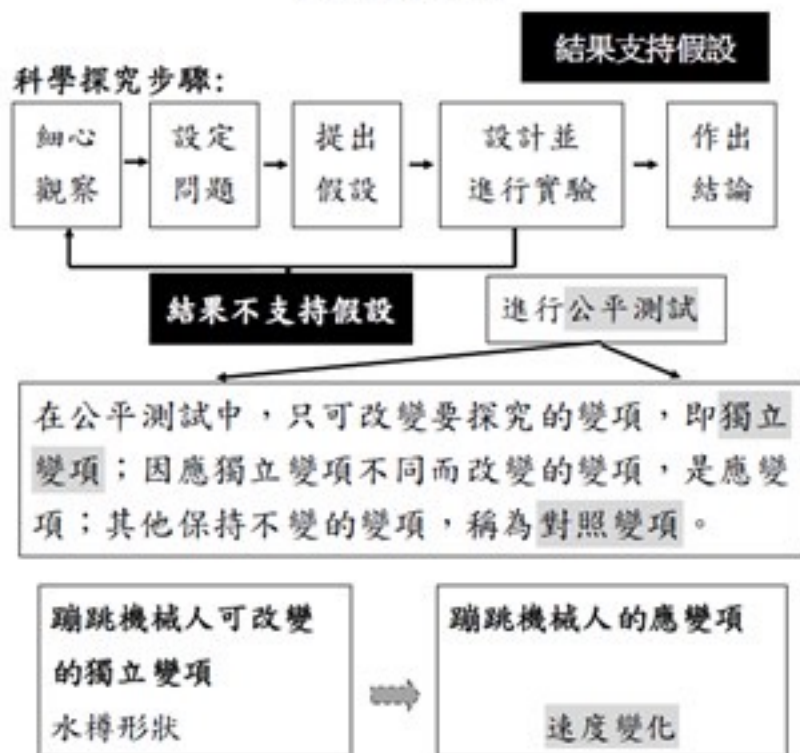 結果支持假設
科學探究步驟:
細心
觀察
設定
問題
提出
假設
設計並
進行實驗
作出
結論
結果不支持假設
進行公平測試
在公平測試中，只可改變要探究的變項，即獨立
變項；因應獨立變項不同而改變的變項，是應變
項；其他保持不變的變項，稱為對照變項。
蹦跳機械人可改變
的獨立變項
水樽形狀
蹦跳機械人的應變項
速度變化